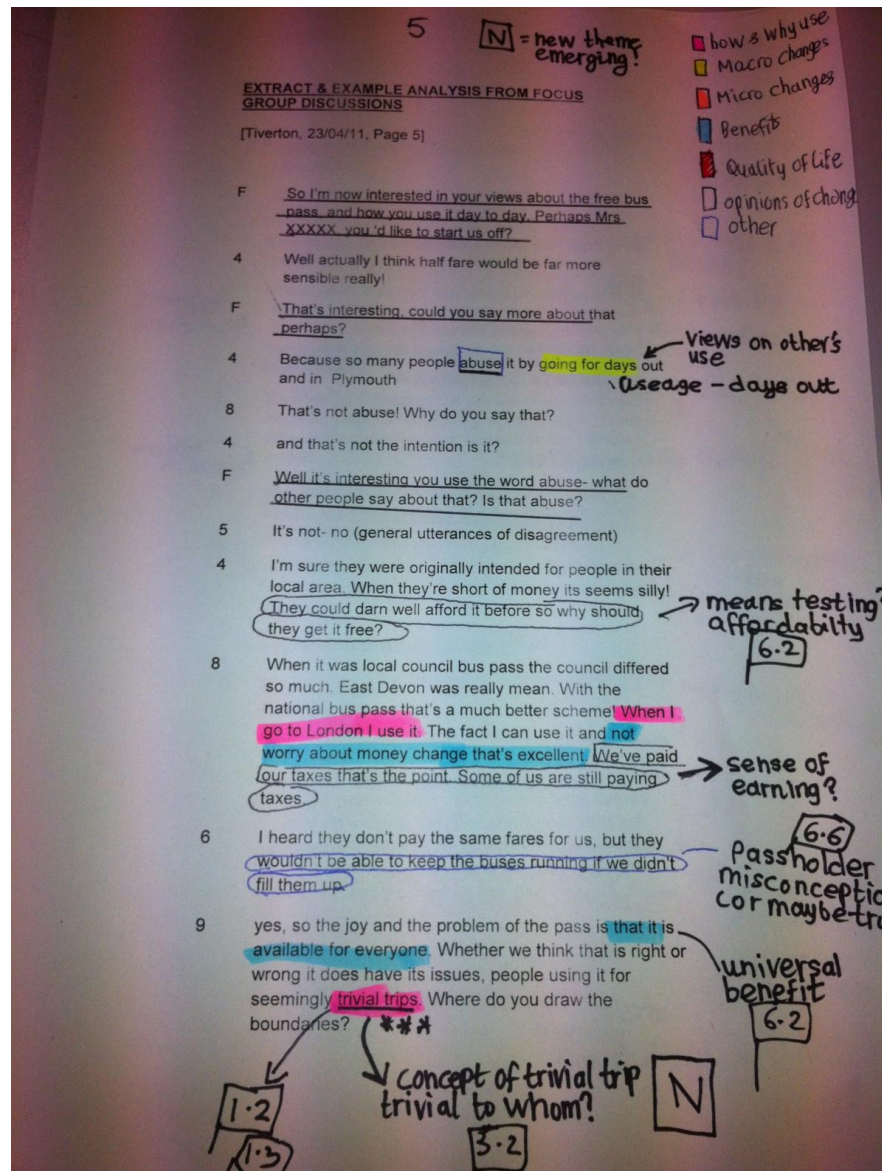 5
N = new theme
emerging!
how & why use
Macro changes
Micro changes
Benefit
Quality of Life
opinions of chang
other
EXTRACT & EXAMPLE ANALYSIS FROM FOCUS
GROUP DISCUSSIONS
[Tiverton, 23/04/11, Page 5]
F So I'm now interested in your views about the free bus
pass, and how you use it day to day. Perhaps Mrs
XXXXX you 'd like to start us off?
4 Well actually I think half fare would be far more
sensible really!
F That's interesting, could you say more about that
perhaps?
4 Because so many people abuse it by going for days out
and in Plymouth
views on other's
use
useage - days out
8 That's not abuse! Why do you say that?
4 and that's not the intention is it?
F Well it's interesting you use the word abuse- what do
other people say about that? Is that abuse?
5 It's not- no (general utterances of disagreement)
4 I'm sure they were originally intended for people in their
local area. When they're short of money its seems silly!
They could darn well afford it before so why should
they get it free?
means testing?
affordabilty
6.2
8 When it was local council bus pass the council differed
so much. East Devon was really mean. With the
national bus pass that's a much better scheme! When I
go to London I use it. The fact I can use it and not
worry about money change that's excellent. We've paid
our taxes that's the point. Some of us are still paying
taxes.
sense of
earning?
6.6
6 I heard they don't pay the same fares for us, but they
wouldn't be able to keep the buses running if we didn't
fill them up.
Passholder
misconceptio
(or maybe tru
9 yes, so the joy and the problem of the pass is that it is
available for everyone. Whether we think that is right or
wrong it does have its issues, people using it for
seemingly trivial trips. Where do you draw the
boundaries? ***
universal
benefit
6.2
1.2
1.3
concept of trivial trip
trivial to whom?
3.2
N